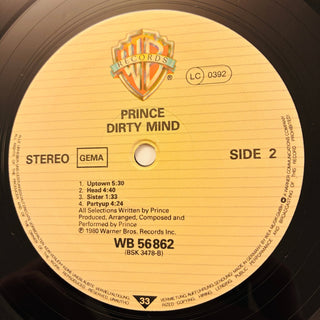 WB
RECORDS
LC 0392
PRINCE
DIRTY MIND
STEREO GEMA SIDE 2
1. Uptown 5:30
2. Head 4:40
3. Sister 1:33
4. Partyup 4:24
All Selections Written by Prince
Produced, Arranged, Composed and
Performed by Prince
℗ 1980 Warner Bros. Records Inc.
WB 56 862
(BSK 3478-B)
33